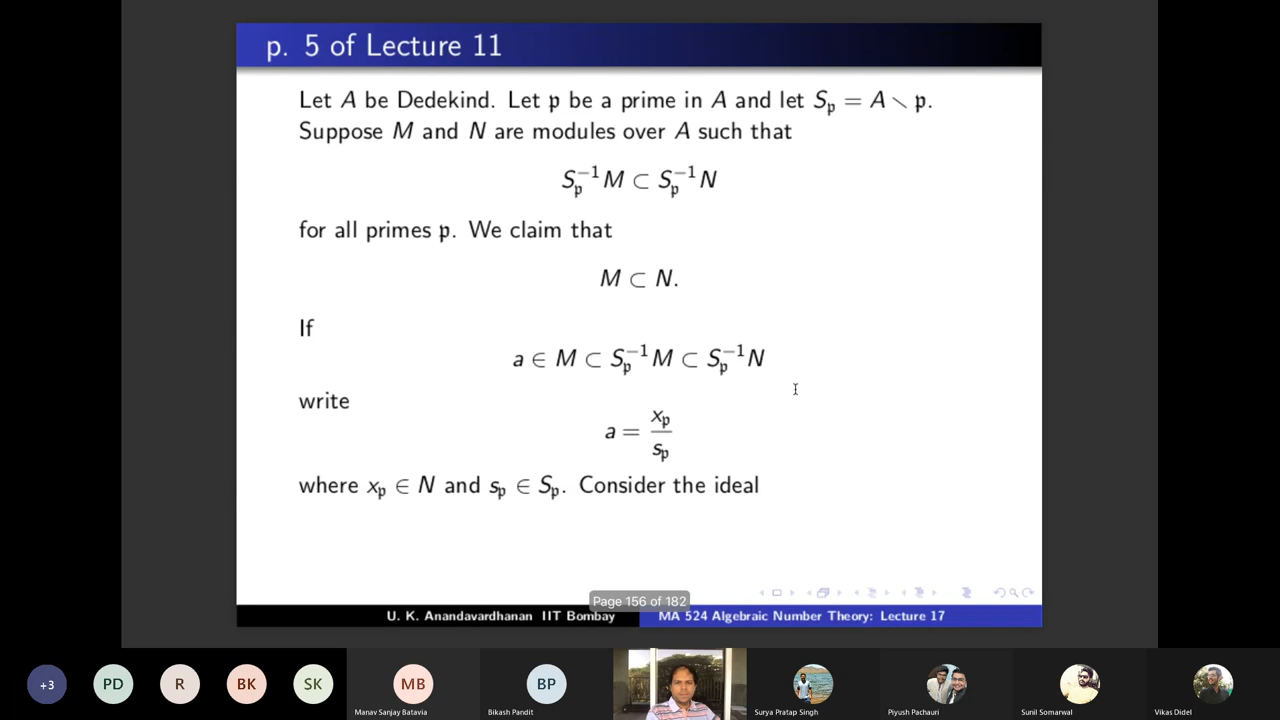 p. 5 of Lecture 11
Let A be Dedekind. Let 𝔭 be a prime in A and let S_𝔭 = A ∖ 𝔭.
Suppose M and N are modules over A such that
S_𝔭^{−1} M ⊂ S_𝔭^{−1} N
for all primes 𝔭. We claim that
M ⊂ N.
If
a ∈ M ⊂ S_𝔭^{−1} M ⊂ S_𝔭^{−1} N
write
a = x_𝔭 / s_𝔭
where x_𝔭 ∈ N and s_𝔭 ∈ S_𝔭. Consider the ideal
Page 156 of 182
U. K. Anandavardhanan IIT Bombay MA 524 Algebraic Number Theory: Lecture 17
+3 PD R BK SK MB BP
Manav Sanjay Batavia Bikash Pandit Surya Pratap Singh Piyush Pachauri Sunil Somarwal Vikas Didel